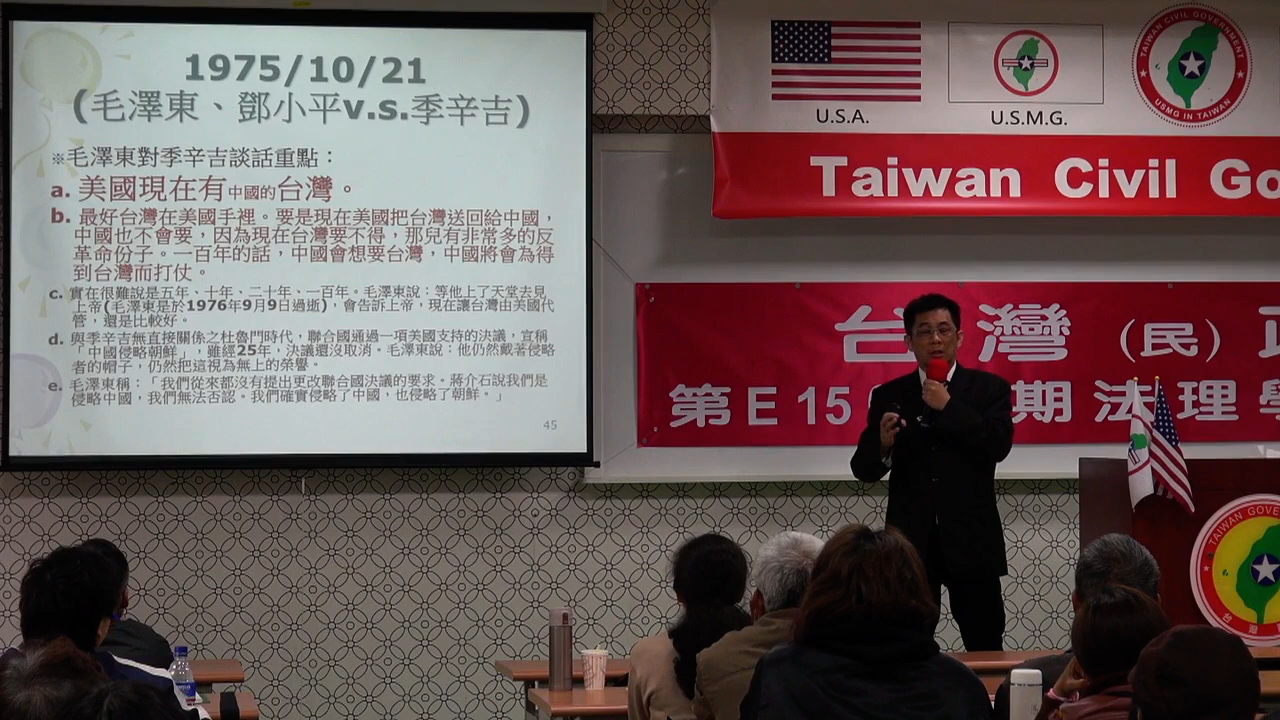 1975/10/21
(毛澤東、鄧小平v.s.季辛吉)
※毛澤東對季辛吉談話重點：
a. 美國現在有中國的台灣。
b. 最好台灣在美國手裡。要是現在美國把台灣送回給中國，
中國也不會要，因為現在台灣要不得，那兒有非常多的反
革命份子。一百年的話，中國會想要台灣，中國將會為得
到台灣而打仗。
c. 實在很難說是五年、十年、二十年、一百年。毛澤東說：等他上了天堂去見
上帝(毛澤東是於1976年9月9日過逝)，會告訴上帝，現在讓台灣由美國代
管，還是比較好。
d. 與季辛吉無直接關係之杜魯門時代，聯合國通過一項美國支持的決議，宣稱
「中國侵略朝鮮」，雖經25年，決議還沒取消。毛澤東說：他仍然戴著侵略
者的帽子，仍然把這視為無上的榮譽。
e. 毛澤東稱：「我們從來都沒有提出更改聯合國決議的要求。蔣介石說我們是
侵略中國，我們無法否認。我們確實侵略了中國，也侵略了朝鮮。」
45
U.S.A.
U.S.M.G.
TAIWAN CIVIL GOVERNMENT
USMG IN TAIWAN
Taiwan Civil Go
台灣（民）政
第E15 期法理學
TAIWAN GOVE
台灣